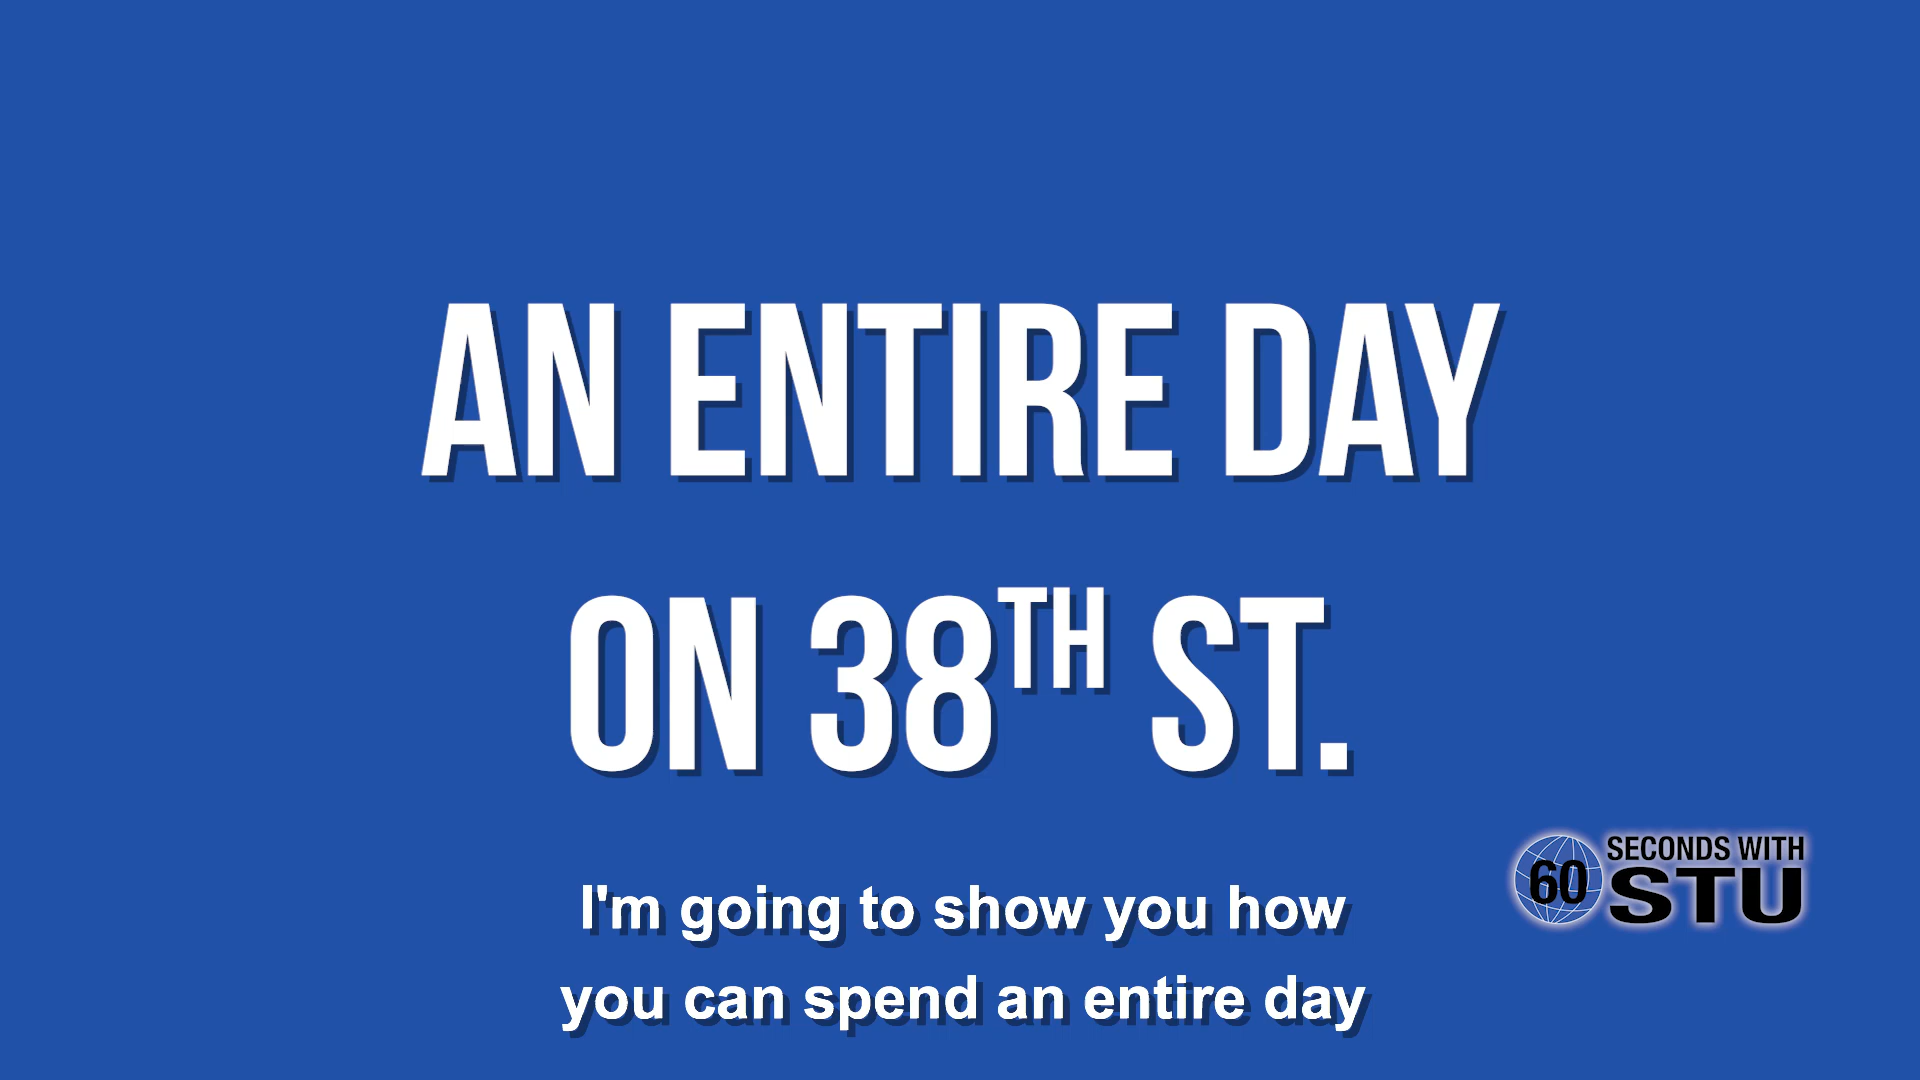 AN ENTIRE DAY
ON 38TH ST.
60 SECONDS WITH
STU
I'm going to show you how
you can spend an entire day